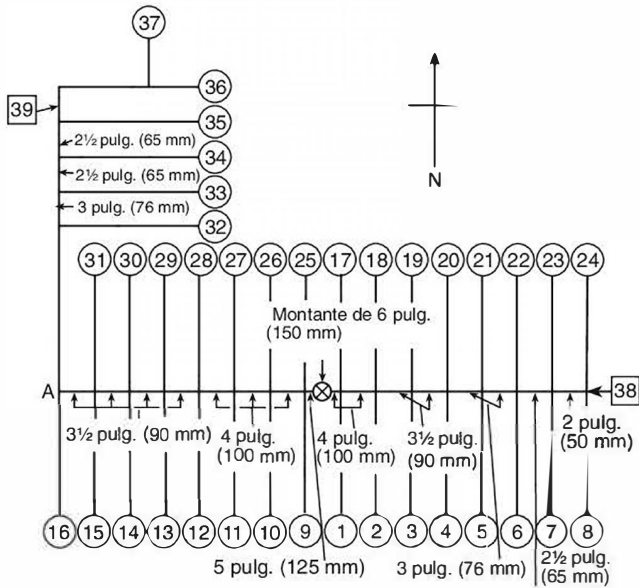 37
36
39
35
2½ pulg. (65 mm)
34
2½ pulg. (65 mm)
33
3 pulg. (76 mm)
32
N
31 30 29 28 27 26 25 17 18 19 20 21 22 23 24
Montante de 6 pulg.
(150 mm)
A
38
3½ pulg. (90 mm)
4 pulg.
(100 mm)
4 pulg.
(100 mm)
3½ pulg.
(90 mm)
2 pulg.
(50 mm)
16 15 14 13 12 11 10 9 1 2 3 4 5 6 7 8
5 pulg. (125 mm)
3 pulg. (76 mm)
2½ pulg.
(65 mm)